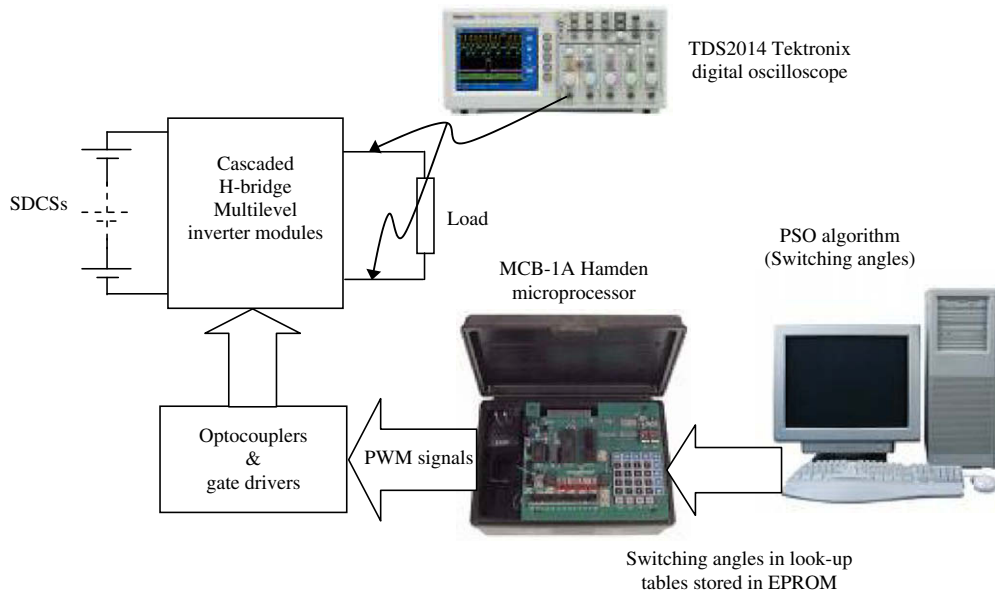 TDS2014 Tektronix
digital oscilloscope
Cascaded
H-bridge
Multilevel
inverter modules
SDCSs
Load
PSO algorithm
(Switching angles)
MCB-1A Hamden
microprocessor
Optocouplers
&
gate drivers
PWM signals
Switching angles in look-up
tables stored in EPROM